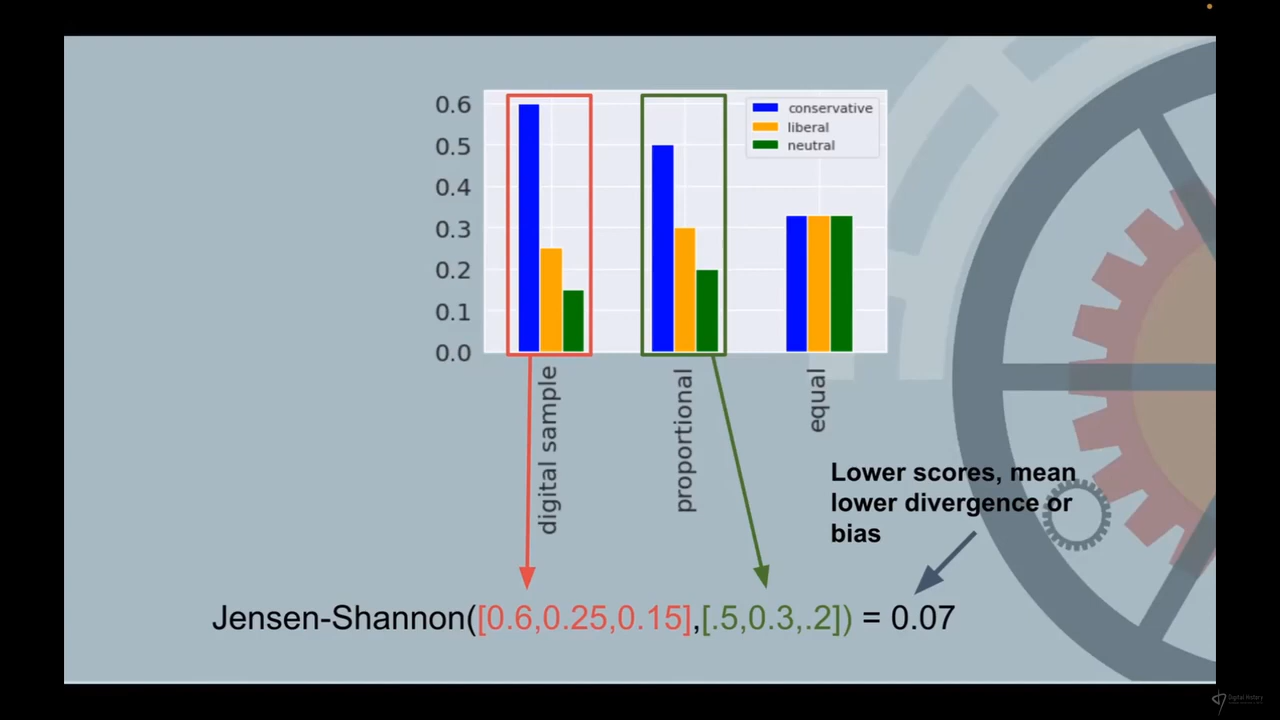 0.6
0.5
0.4
0.3
0.2
0.1
0.0
conservative
liberal
neutral
digital sample
proportional
equal
Lower scores, mean
lower divergence or
bias
Jensen-Shannon([0.6,0.25,0.15],[.5,0.3,.2]) = 0.07
Digital History